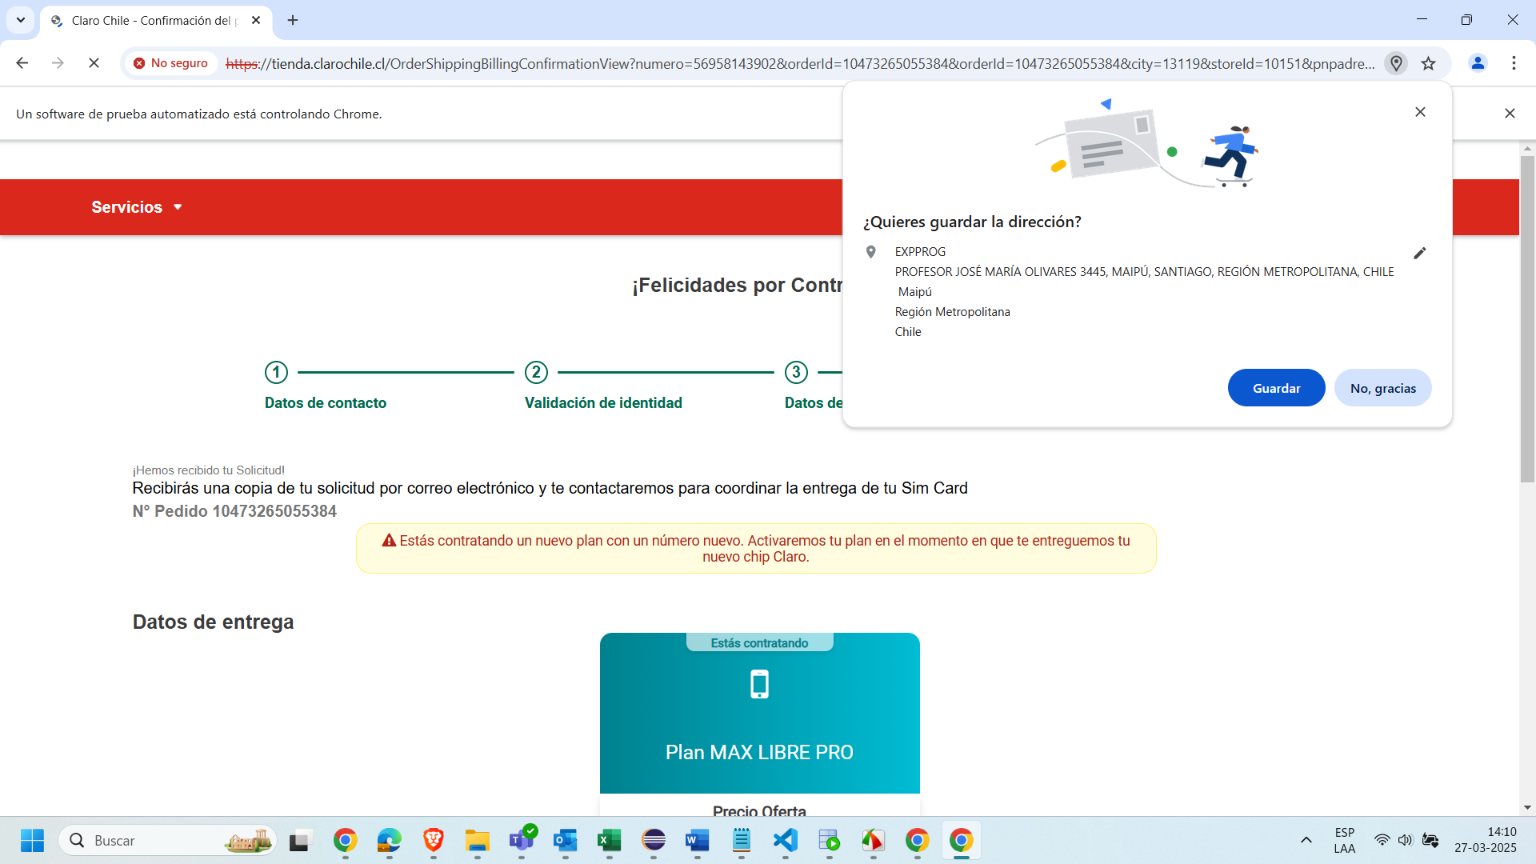 Claro Chile - Confirmación del p
No seguro
https://tienda.clarochile.cl/OrderShippingBillingConfirmationView?numero=56958143902&orderId=10473265055384&orderId=10473265055384&city=13119&storeId=10151&pnpadre...
Un software de prueba automatizado está controlando Chrome.
Servicios
¡Felicidades por Contr
¿Quieres guardar la dirección?
EXPPROG
PROFESOR JOSÉ MARÍA OLIVARES 3445, MAIPÚ, SANTIAGO, REGIÓN METROPOLITANA, CHILE
Maipú
Región Metropolitana
Chile
Guardar
No, gracias
1
2
3
Datos de contacto
Validación de identidad
Datos de
¡Hemos recibido tu Solicitud!
Recibirás una copia de tu solicitud por correo electrónico y te contactaremos para coordinar la entrega de tu Sim Card
N° Pedido 10473265055384
Estás contratando un nuevo plan con un número nuevo. Activaremos tu plan en el momento en que te entreguemos tu
nuevo chip Claro.
Datos de entrega
Estás contratando
Plan MAX LIBRE PRO
Precio Oferta
Buscar
ESP
LAA
14:10
27-03-2025